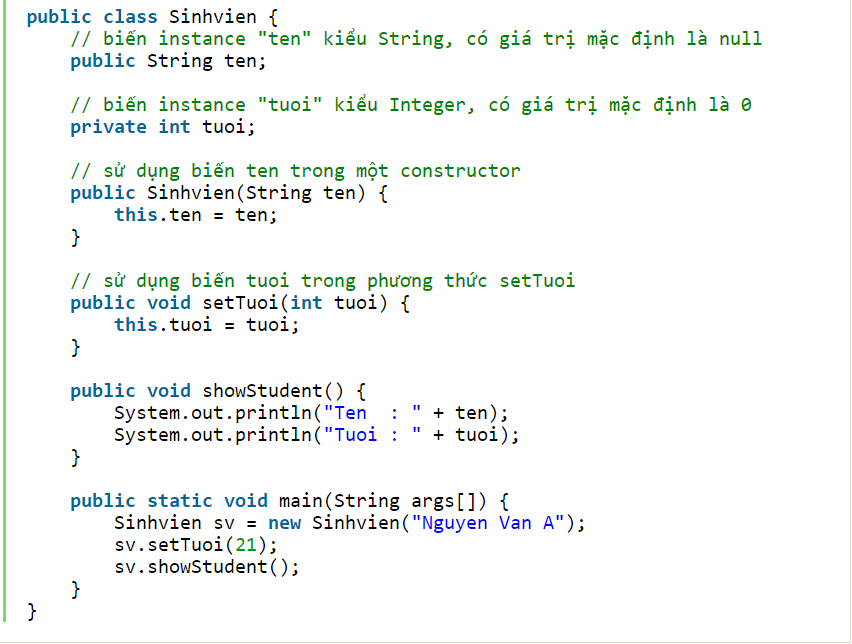 public class Sinhvien {
    // biến instance "ten" kiểu String, có giá trị mặc định là null
    public String ten;

    // biến instance "tuoi" kiểu Integer, có giá trị mặc định là 0
    private int tuoi;

    // sử dụng biến ten trong một constructor
    public Sinhvien(String ten) {
        this.ten = ten;
    }

    // sử dụng biến tuoi trong phương thức setTuoi
    public void setTuoi(int tuoi) {
        this.tuoi = tuoi;
    }

    public void showStudent() {
        System.out.println("Ten  : " + ten);
        System.out.println("Tuoi : " + tuoi);
    }

    public static void main(String args[]) {
        Sinhvien sv = new Sinhvien("Nguyen Van A");
        sv.setTuoi(21);
        sv.showStudent();
    }
}